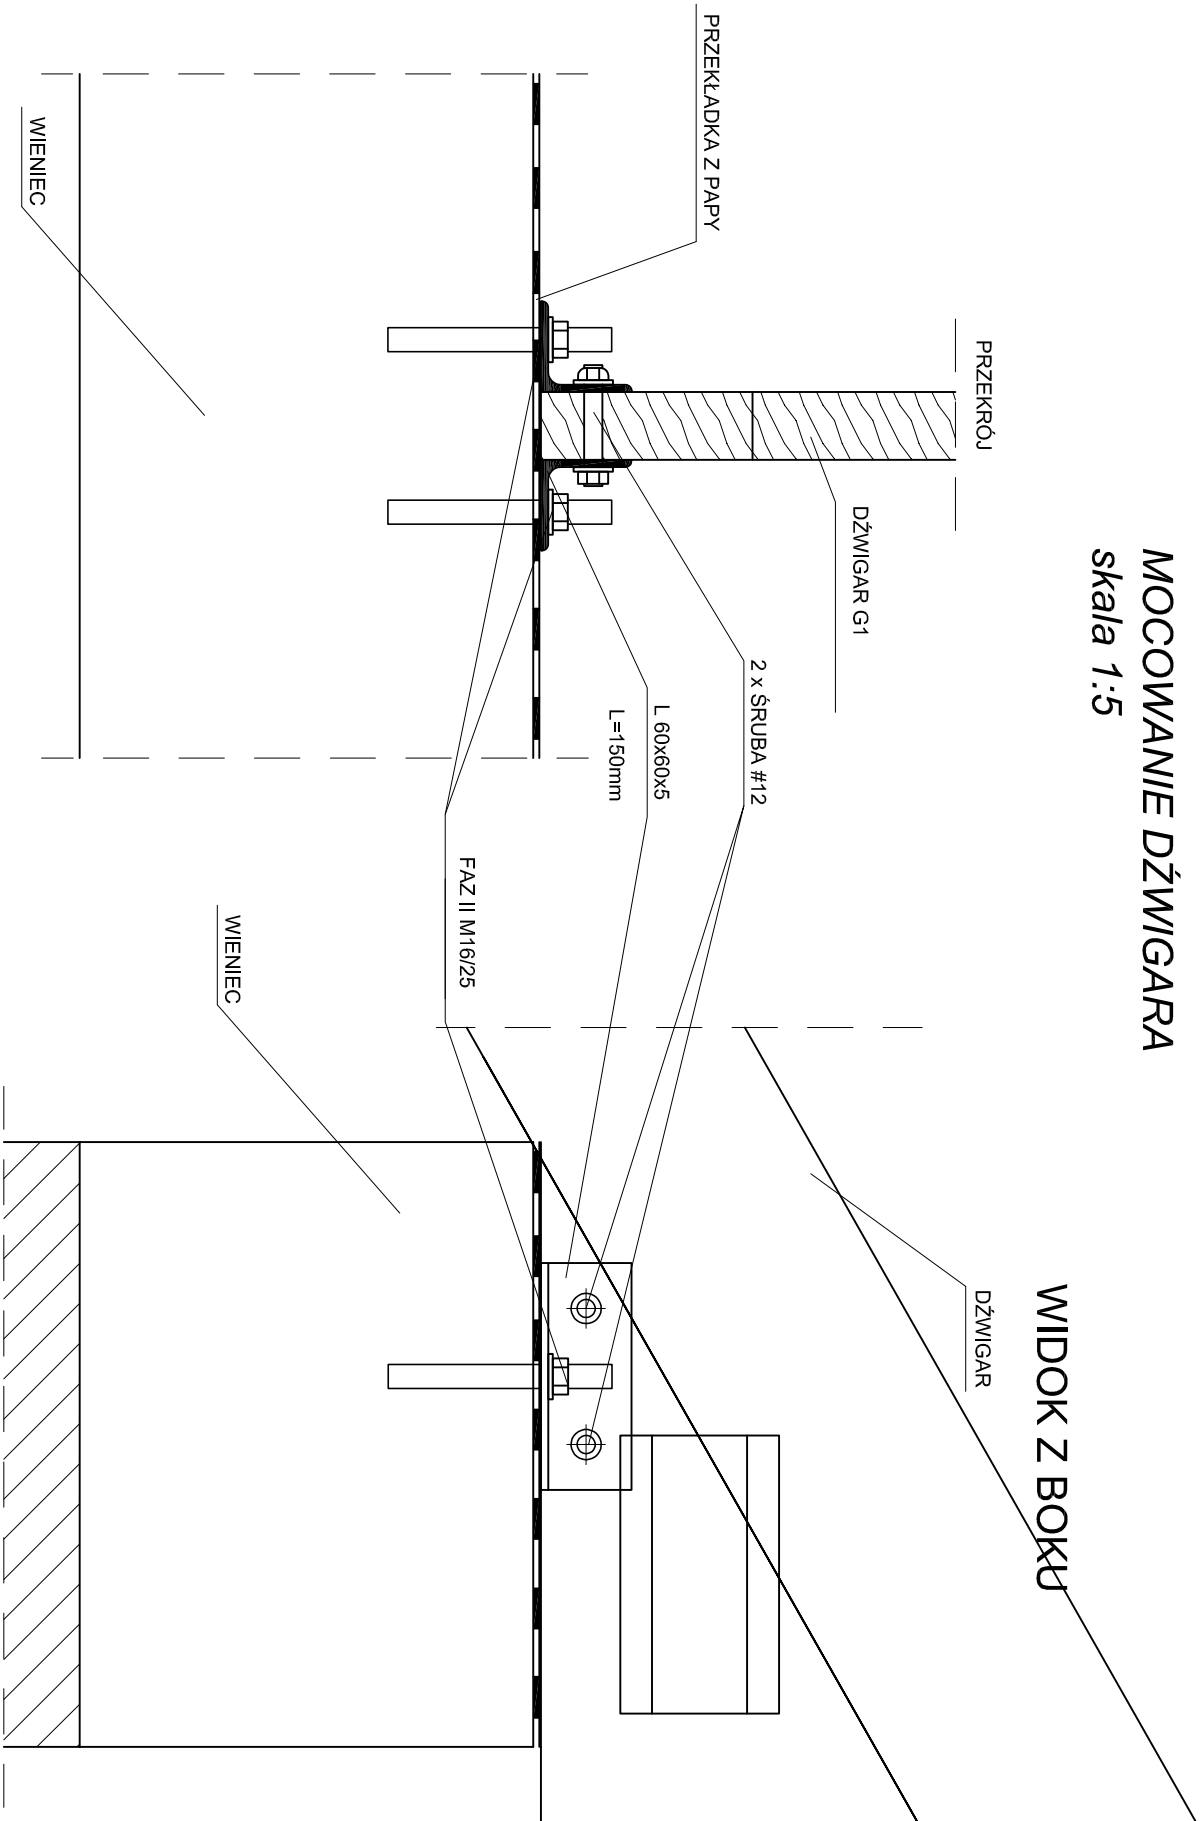 MOCOWANIE DŹWIGARA
skala 1:5
PRZEKRÓJ
DŹWIGAR G1
PRZEKŁADKA Z PAPY
2 x ŚRUBA #12
L 60x60x5
L=150mm
FAZ II M16/25
WIENIEC
WIDOK Z BOKU
DŹWIGAR
WIENIEC